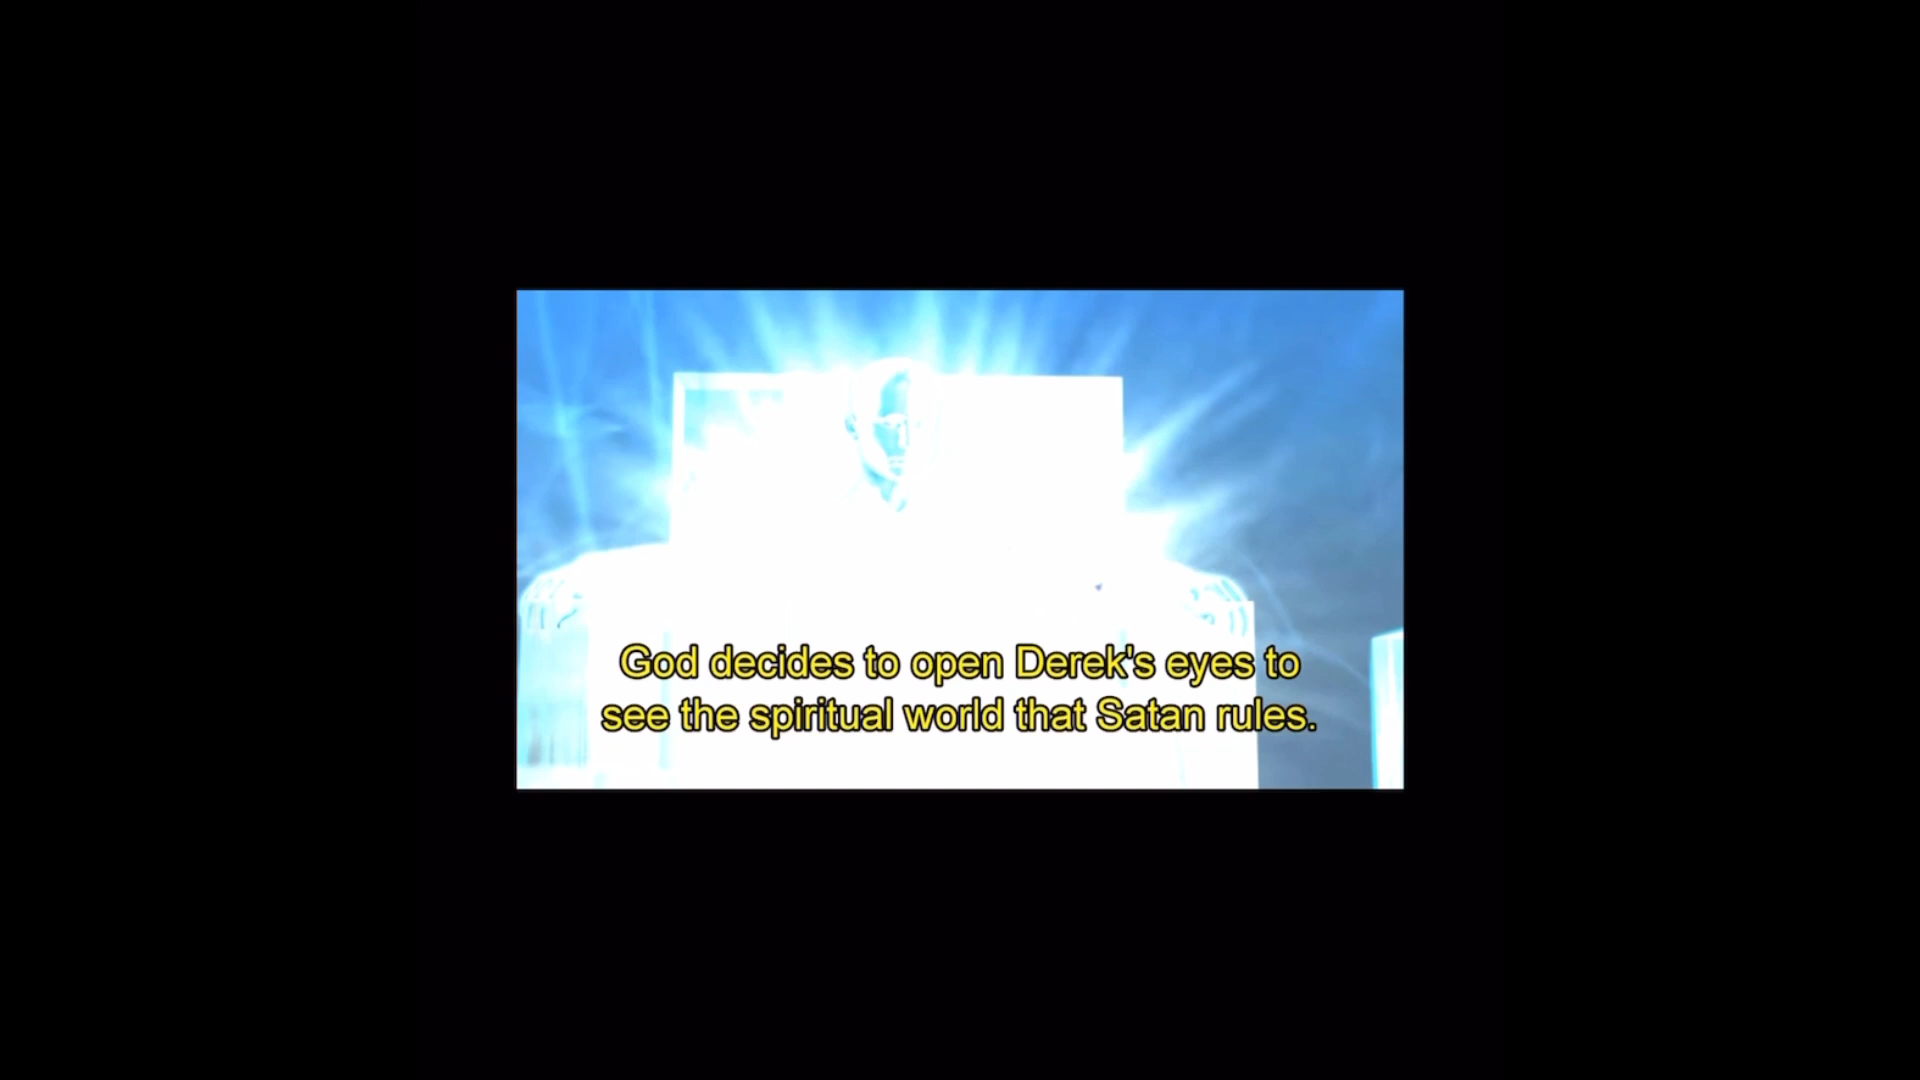 God decides to open Derek's eyes to
see the spiritual world that Satan rules.